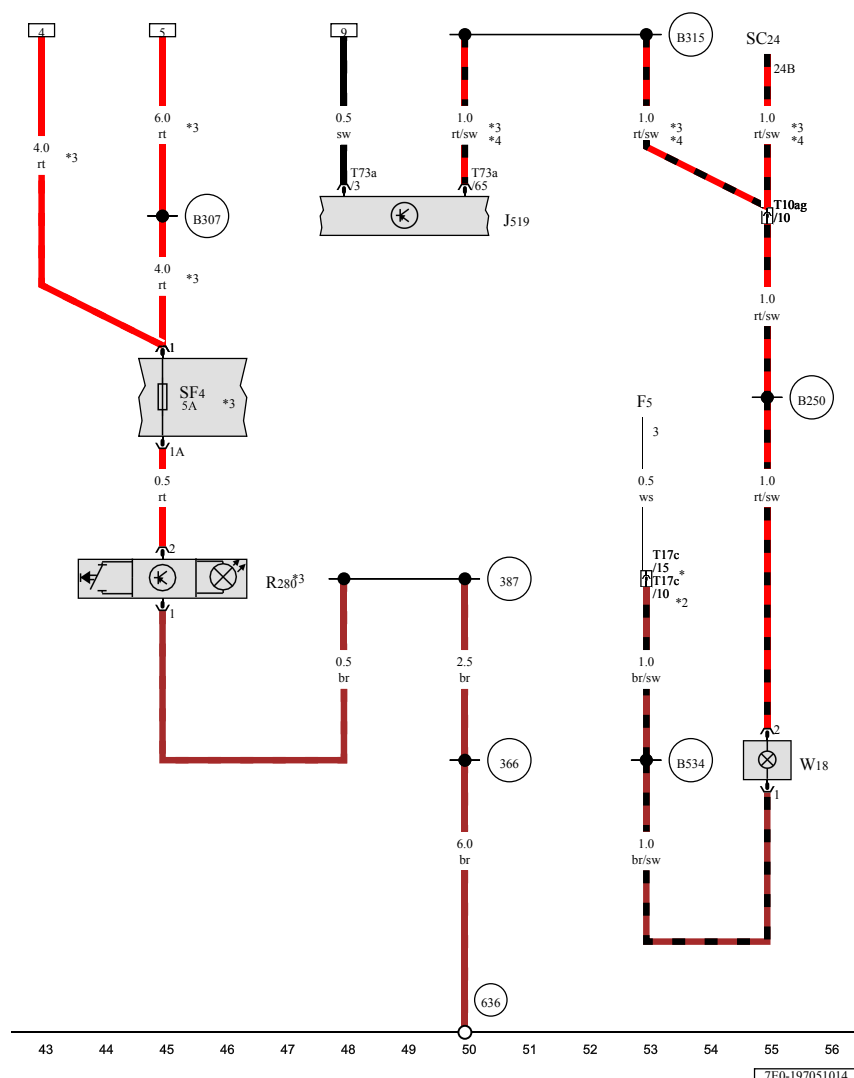 4
5
9
B315
SC24
24B
6.0
rt
*3
0.5
sw
1.0
rt/sw
*3
*4
1.0
rt/sw
*3
*4
1.0
rt/sw
*3
*4
4.0
rt
*3
T73a
/3
T73a
/65
B307
J519
T10ag
/10
4.0
rt
*3
1.0
rt/sw
1
SF4
5A
*3
F5
3
B250
1A
0.5
rt
0.5
ws
1.0
rt/sw
2
T17c
/15
*
T17c
/10
*2
R280
*3
387
1
0.5
br
2.5
br
1.0
br/sw
2
366
B534
W18
1
6.0
br
1.0
br/sw
636
43 44 45 46 47 48 49 50 51 52 53 54 55 56
7E0-197051014